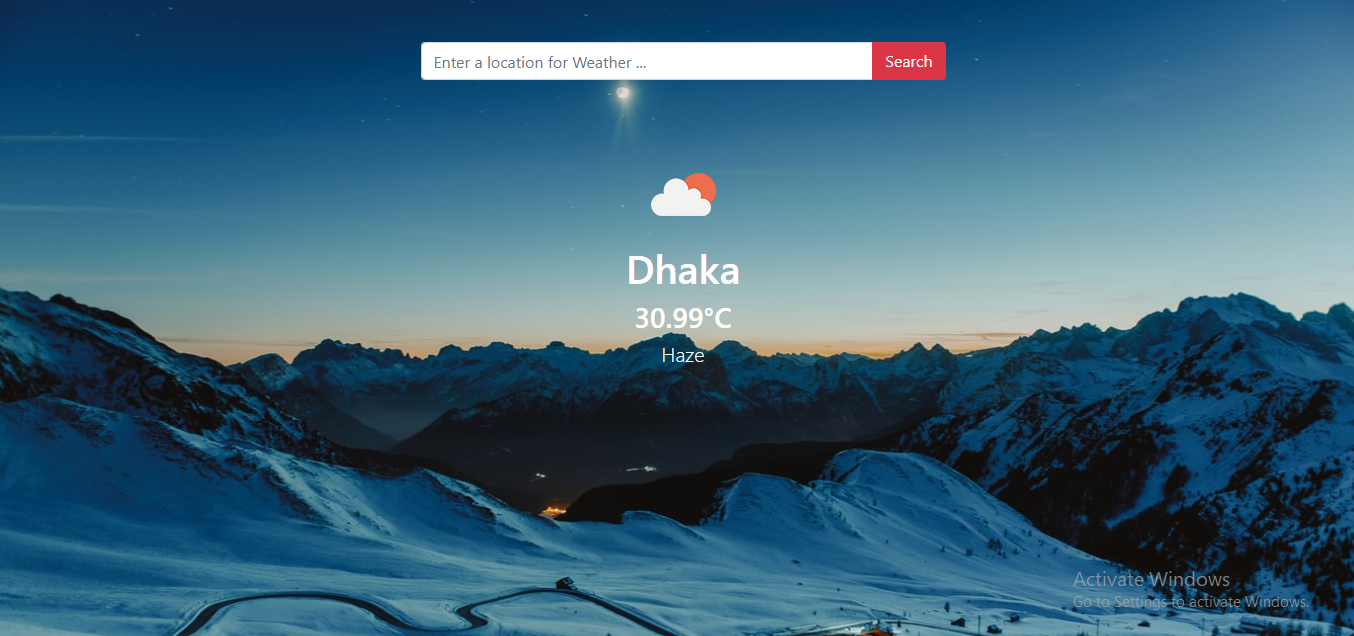 Enter a location for Weather ...
Search
Dhaka
30.99°C
Haze
Activate Windows
Go to Settings to activate Windows.